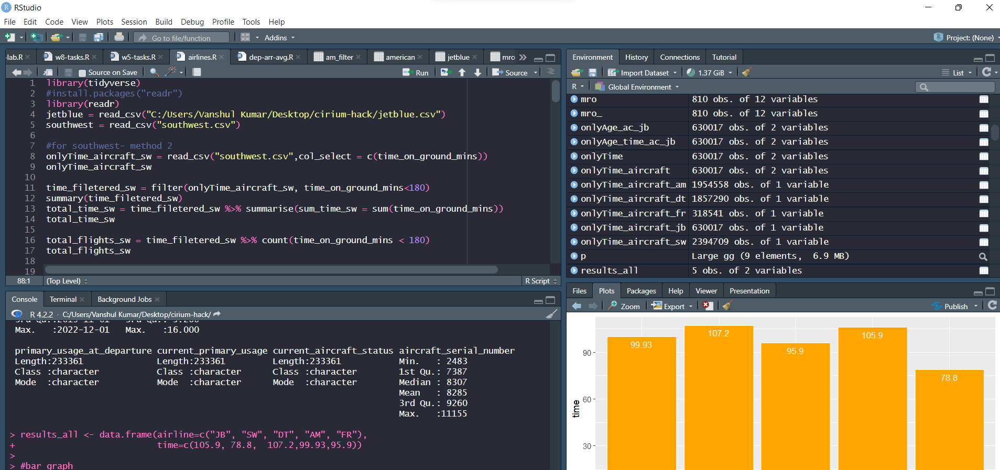 RStudio
File Edit Code View Plots Session Build Debug Profile Tools Help
Go to file/function Addins Project: (None)
-lab.R w8-tasks.R w5-tasks.R airlines.R dep-arr-avg.R am_filter american jetblue mro
Source on Save Run Source
1 library(tidyverse)
2 #install.packages("readr")
3 library(readr)
4 jetblue = read_csv("C:/Users/Vanshul Kumar/Desktop/cirium-hack/jetblue.csv")
5 southwest = read_csv("southwest.csv")
6
7 #for southwest- method 2
8 onlyTime_aircraft_sw = read_csv("southwest.csv",col_select = c(time_on_ground_mins))
9 onlyTime_aircraft_sw
10
11 time_filetered_sw = filter(onlyTime_aircraft_sw, time_on_ground_mins<180)
12 summary(time_filetered_sw)
13 total_time_sw = time_filetered_sw %>% summarise(sum_time_sw = sum(time_on_ground_mins))
14 total_time_sw
15
16 total_flights_sw = time_filetered_sw %>% count(time_on_ground_mins < 180)
17 total_flights_sw
18
19
88:1 (Top Level) R Script
Console Terminal Background Jobs
R 4.2.2 · C:/Users/Vanshul Kumar/Desktop/cirium-hack/
Max. :2022-12-01 Max. :16.000
primary_usage_at_departure current_primary_usage current_aircraft_status aircraft_serial_number
Length:233361 Length:233361 Length:233361 Min. : 2483
Class :character Class :character Class :character 1st Qu.: 7387
Mode :character Mode :character Mode :character Median : 8307
Mean : 8285
3rd Qu.: 9260
Max. :11155
> results_all <- data.frame(airline=c("JB", "SW", "DT", "AM", "FR"),
+ time=c(105.9, 78.8, 107.2,99.93,95.9))
>
> #bar graph
Environment History Connections Tutorial
Import Dataset 1.37 GiB List
R Global Environment
mro 810 obs. of 12 variables
mro_ 810 obs. of 12 variables
onlyAge_ac_jb 630017 obs. of 2 variables
onlyAge_time_ac_jb 630017 obs. of 2 variables
onlyTime 630017 obs. of 2 variables
onlyTime_aircraft 630017 obs. of 2 variables
onlyTime_aircraft_am 1954558 obs. of 1 variable
onlyTime_aircraft_dt 1857290 obs. of 1 variable
onlyTime_aircraft_fr 318541 obs. of 1 variable
onlyTime_aircraft_jb 630017 obs. of 1 variable
onlyTime_aircraft_sw 2394709 obs. of 1 variable
p Large gg (9 elements, 6.9 MB)
results_all 5 obs. of 2 variables
Files Plots Packages Help Viewer Presentation
Zoom Export Publish
99.93 107.2 95.9 105.9 78.8
90
60
30
time